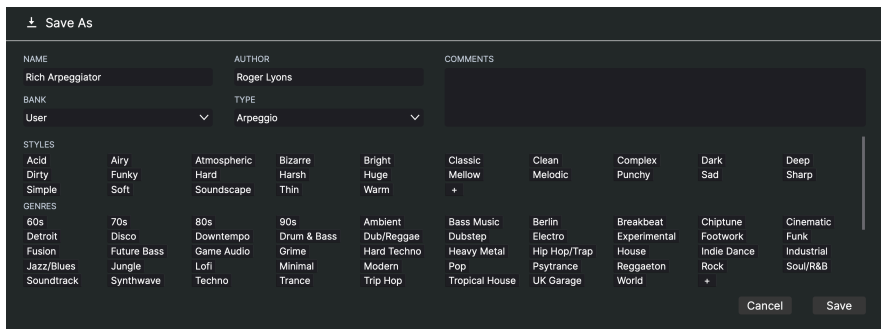 Save As
NAME AUTHOR COMMENTS
Rich Arpeggiator Roger Lyons
BANK TYPE
User Arpeggio
STYLES
Acid Airy Atmospheric Bizarre Bright Classic Clean Complex Dark Deep
Dirty Funky Hard Harsh Huge Mellow Melodic Punchy Sad Sharp
Simple Soft Soundscape Thin Warm +
GENRES
60s 70s 80s 90s Ambient Bass Music Berlin Breakbeat Chiptune Cinematic
Detroit Disco Downtempo Drum & Bass Dub/Reggae Dubstep Electro Experimental Footwork Funk
Fusion Future Bass Game Audio Grime Hard Techno Heavy Metal Hip Hop/Trap House Indie Dance Industrial
Jazz/Blues Jungle Lofi Minimal Modern Pop Psytrance Reggaeton Rock Soul/R&B
Soundtrack Synthwave Techno Trance Trip Hop Tropical House UK Garage World +
Cancel Save